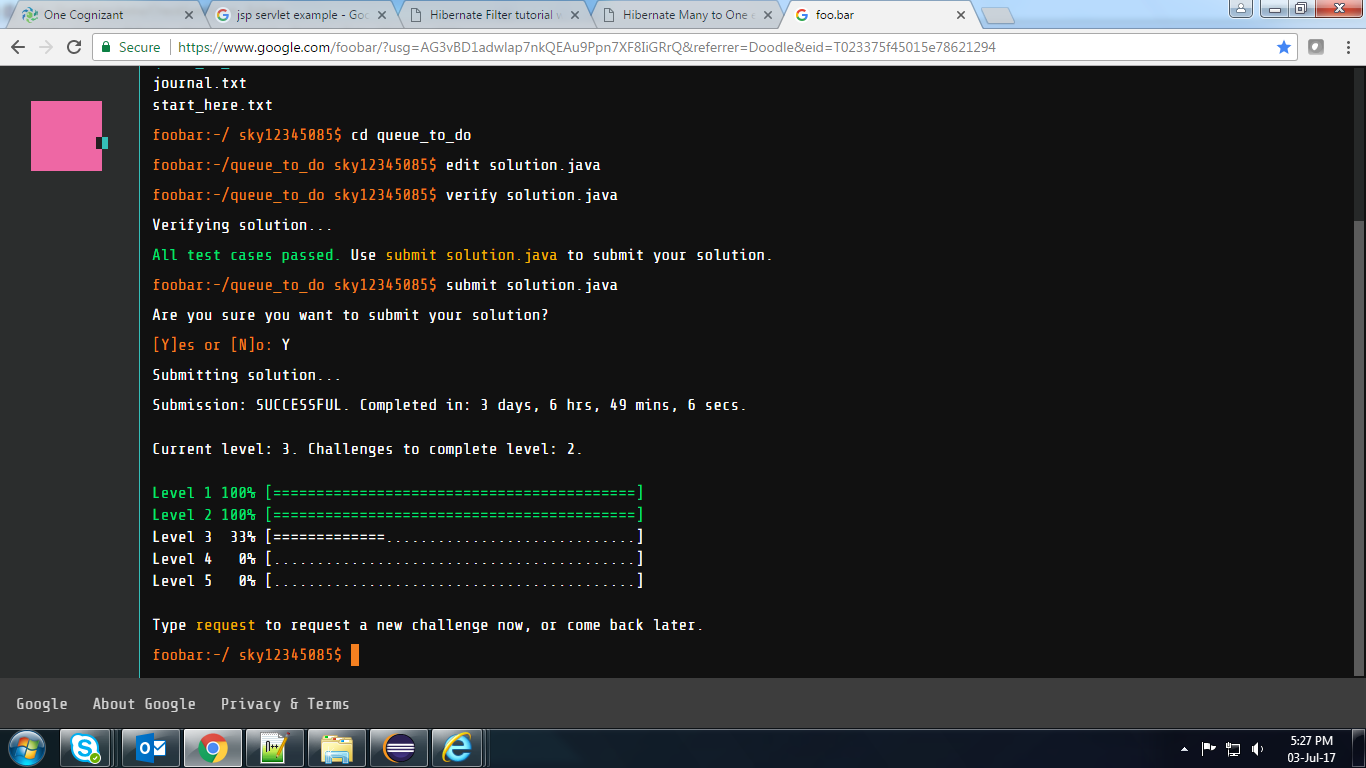 One Cognizant
jsp servlet example - Goo
Hibernate Filter tutorial w
Hibernate Many to One
foo.bar
Secure
https://www.google.com/foobar/?usg=AG3vBD1adwlap7nkQEAu9Ppn7XF8IiGRrQ&referrer=Doodle&eid=T023375f45015e78621294
journal.txt
start_here.txt
foobar:~/ sky12345085$ cd queue_to_do
foobar:~/queue_to_do sky12345085$ edit solution.java
foobar:~/queue_to_do sky12345085$ verify solution.java
Verifying solution...
All test cases passed. Use submit solution.java to submit your solution.
foobar:~/queue_to_do sky12345085$ submit solution.java
Are you sure you want to submit your solution?
[Y]es or [N]o: Y
Submitting solution...
Submission: SUCCESSFUL. Completed in: 3 days, 6 hrs, 49 mins, 6 secs.
Current level: 3. Challenges to complete level: 2.
Level 1 100% [==========================================]
Level 2 100% [==========================================]
Level 3  33% [=============.............................]
Level 4   0% [..........................................]
Level 5   0% [..........................................]
Type request to request a new challenge now, or come back later.
foobar:~/ sky12345085$
Google About Google Privacy & Terms
5:27 PM
03-Jul-17